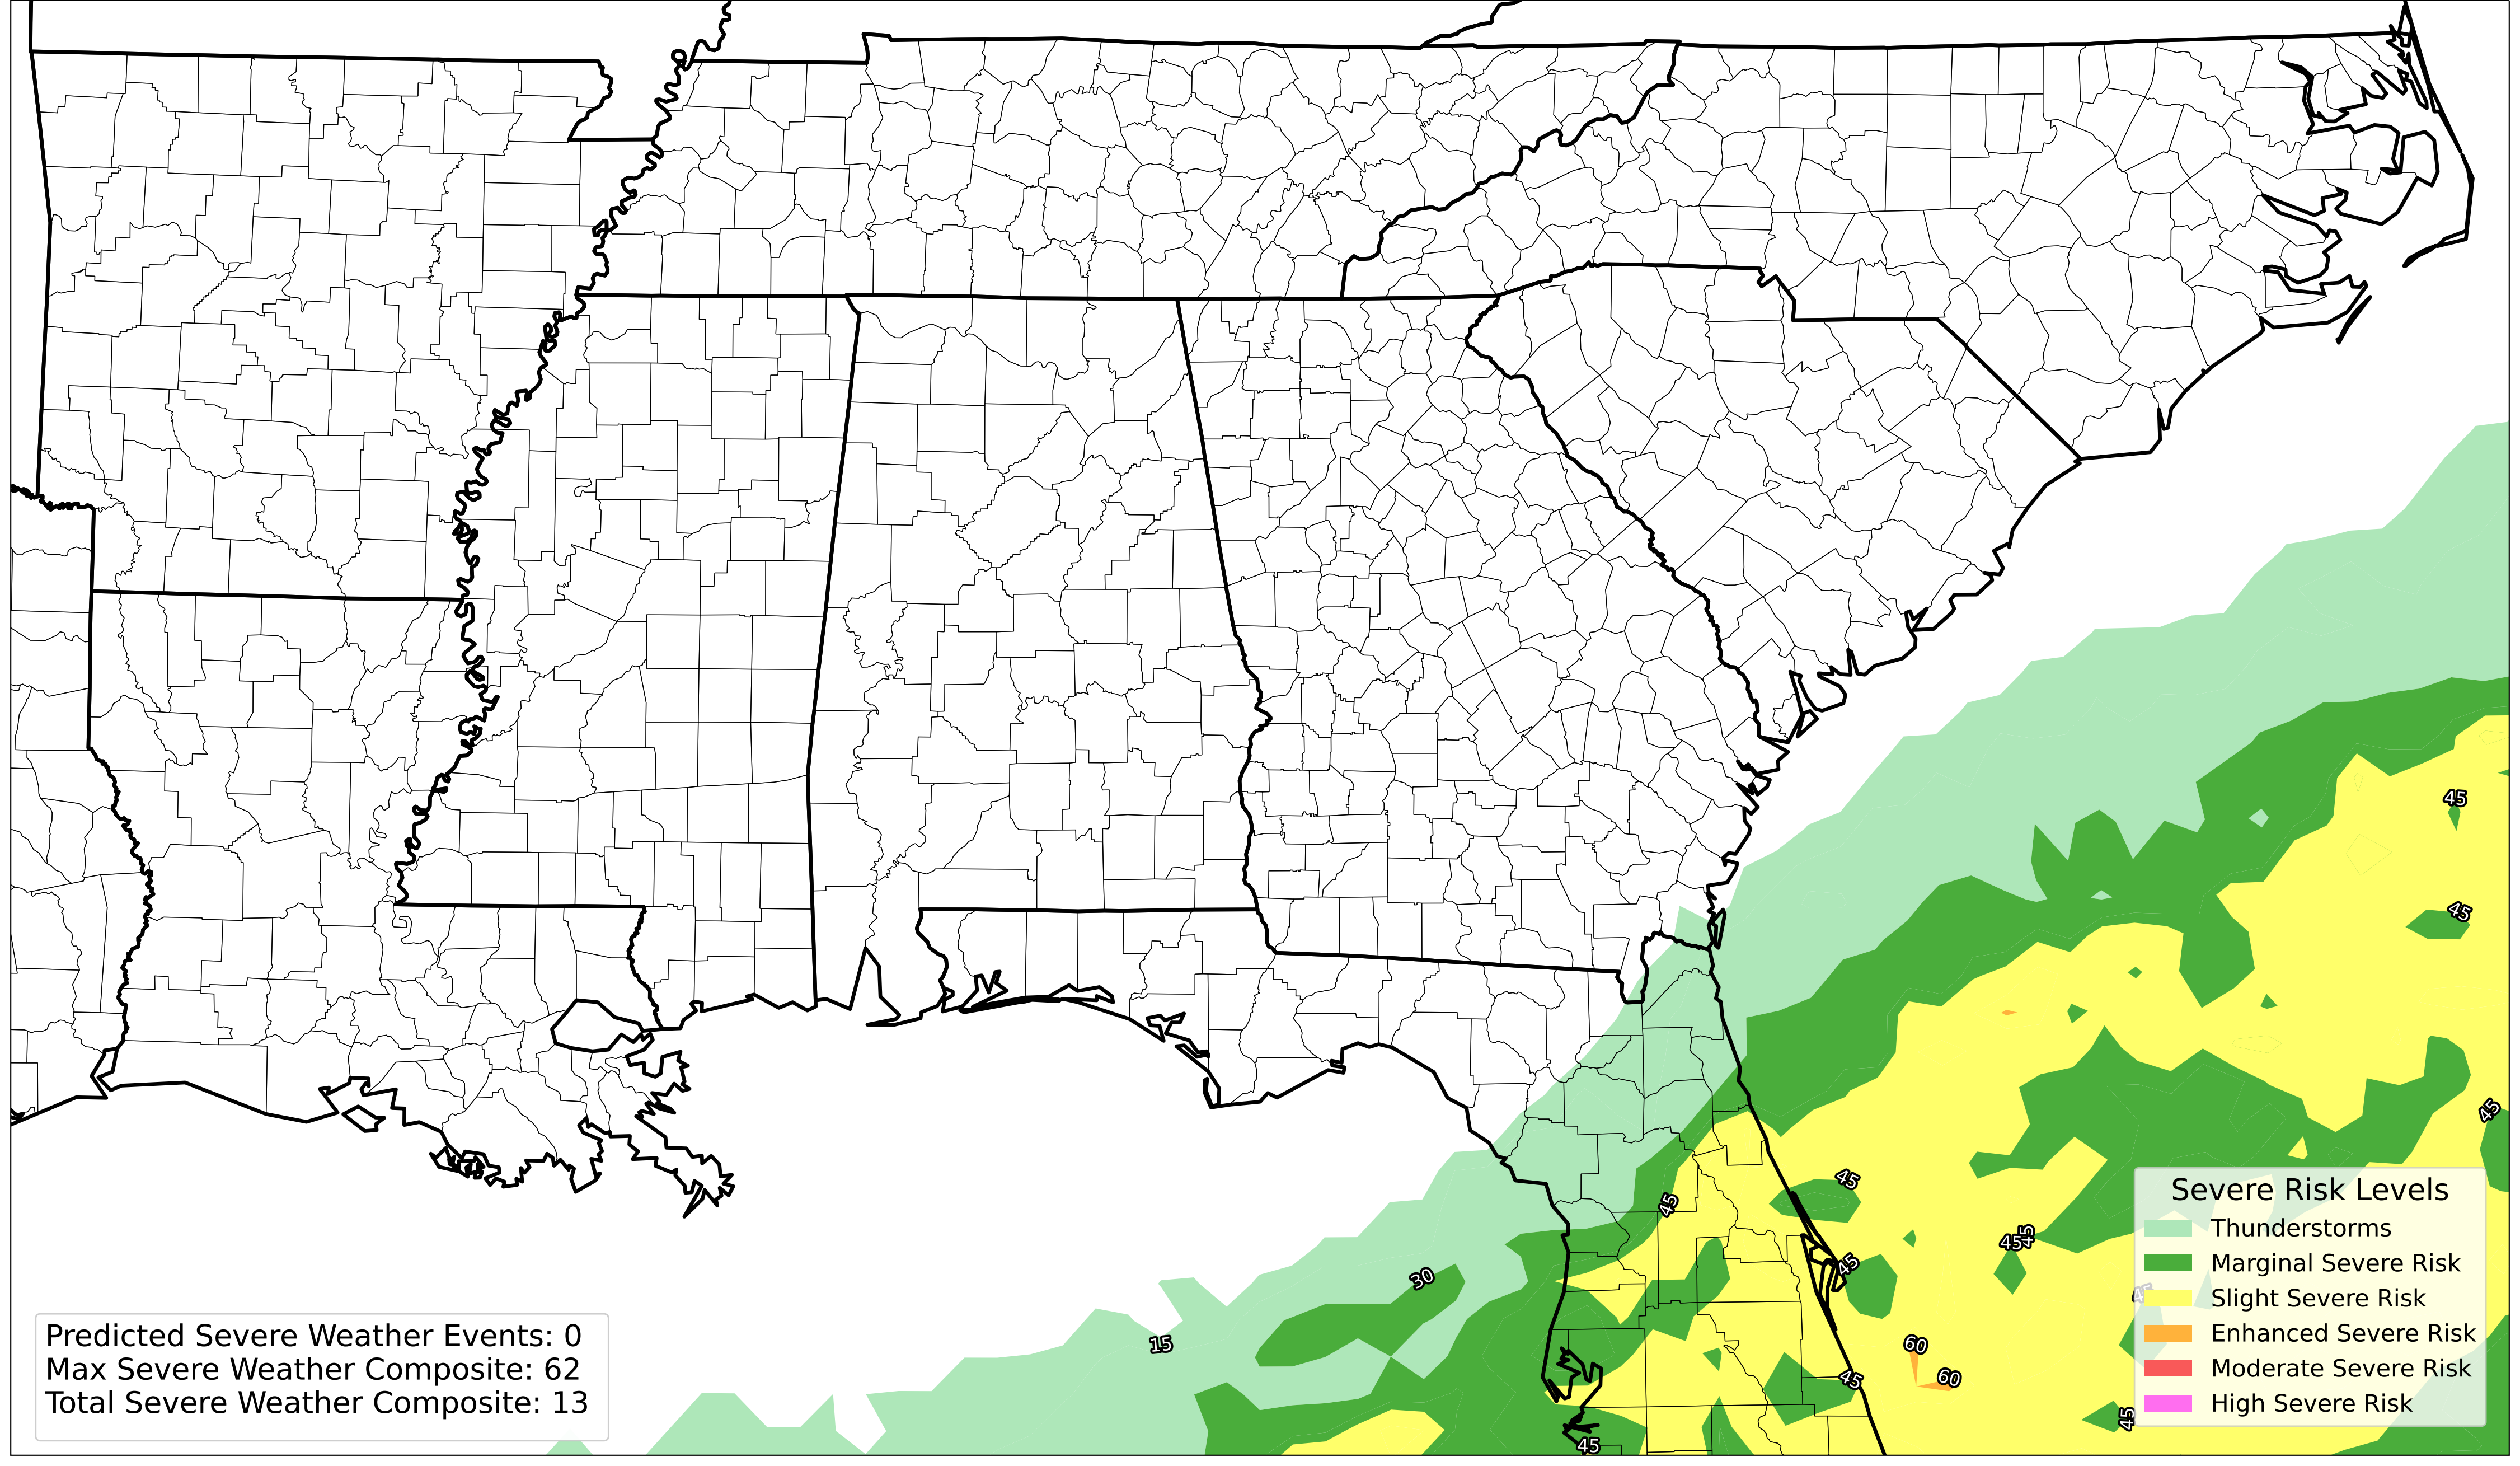 45
45
45
45
45
45
45
45
30
45
15
60
60
45
45
45
Severe Risk Levels
Thunderstorms
Marginal Severe Risk
Slight Severe Risk
Enhanced Severe Risk
Moderate Severe Risk
High Severe Risk
Predicted Severe Weather Events: 0
Max Severe Weather Composite: 62
Total Severe Weather Composite: 13